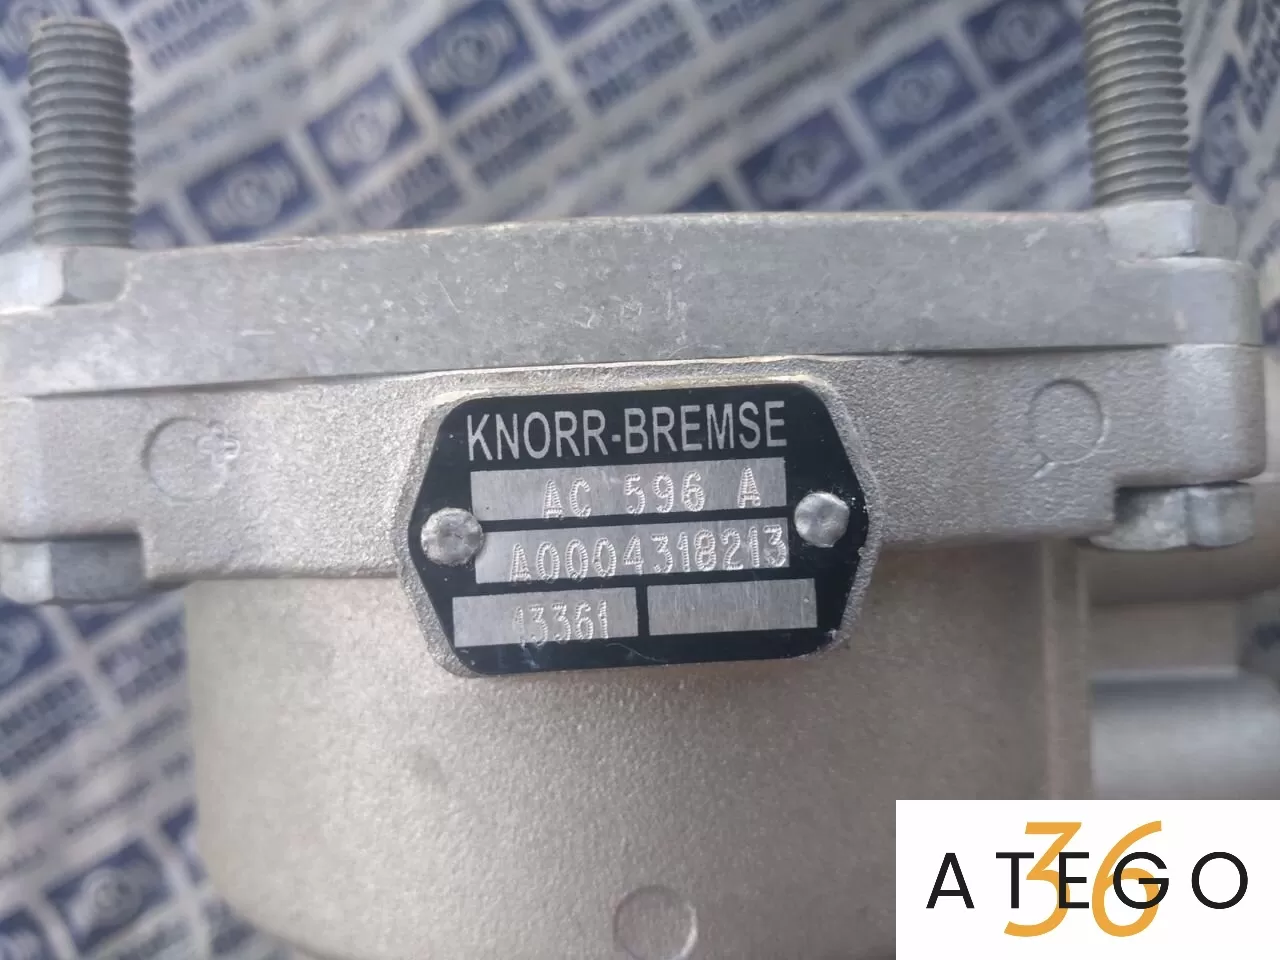 KNORR-BREMSE
AC 596 A
A0004318213
13361
ATEGO
36